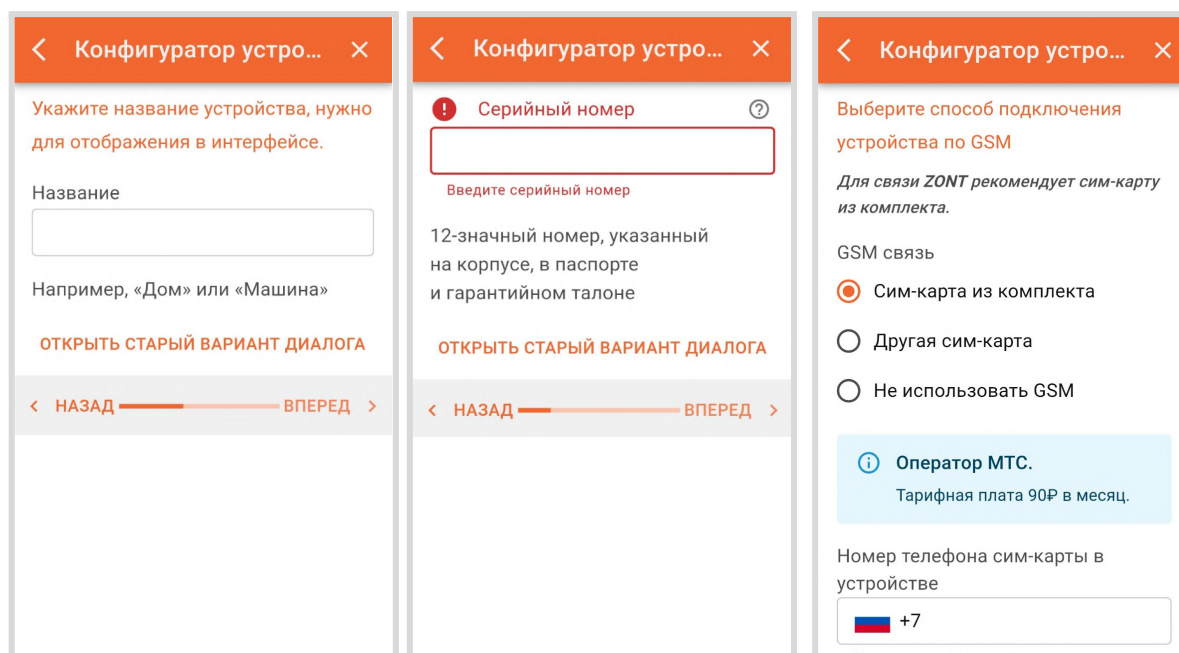 Конфигуратор устро...
Укажите название устройства, нужно
для отображения в интерфейсе.
Название
Например, «Дом» или «Машина»
ОТКРЫТЬ СТАРЫЙ ВАРИАНТ ДИАЛОГА
НАЗАД
ВПЕРЕД
Конфигуратор устро...
Серийный номер
Введите серийный номер
12-значный номер, указанный
на корпусе, в паспорте
и гарантийном талоне
ОТКРЫТЬ СТАРЫЙ ВАРИАНТ ДИАЛОГА
НАЗАД
ВПЕРЕД
Конфигуратор устро...
Выберите способ подключения
устройства по GSM
Для связи ZONT рекомендует сим-карту
из комплекта.
GSM связь
Сим-карта из комплекта
Другая сим-карта
Не использовать GSM
Оператор МТС.
Тарифная плата 90₽ в месяц.
Номер телефона сим-карты в
устройстве
+7